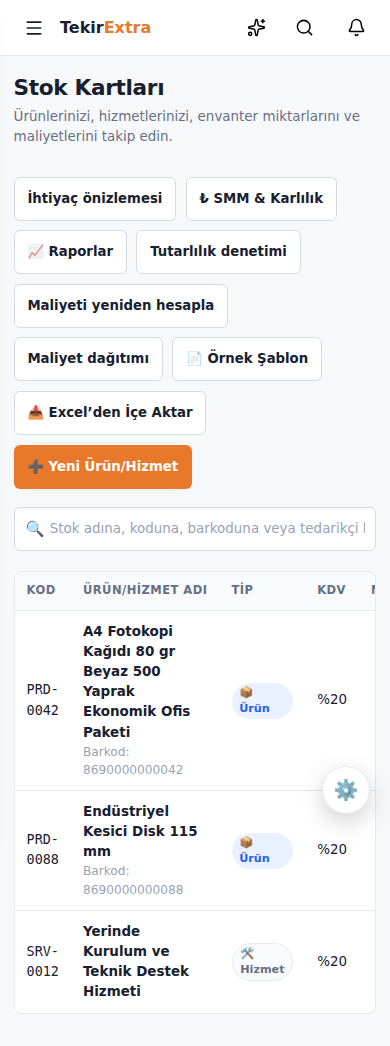 TekirExtra
Stok Kartları
Ürünlerinizi, hizmetlerinizi, envanter miktarlarını ve
maliyetlerini takip edin.
İhtiyaç önizlemesi
₺ SMM & Karlılık
📈 Raporlar
Tutarlılık denetimi
Maliyeti yeniden hesapla
Maliyet dağıtımı
📄 Örnek Şablon
📥 Excel’den İçe Aktar
➕ Yeni Ürün/Hizmet
🔍 Stok adına, koduna, barkoduna veya tedarikçi
KOD ÜRÜN/HİZMET ADI TİP KDV
PRD-
0042
A4 Fotokopi
Kağıdı 80 gr
Beyaz 500
Yaprak
Ekonomik Ofis
Paketi
Barkod:
8690000000042
📦
Ürün
%20
PRD-
0088
Endüstriyel
Kesici Disk 115
mm
Barkod:
8690000000088
📦
Ürün
%20
SRV-
0012
Yerinde
Kurulum ve
Teknik Destek
Hizmeti
🛠️
Hizmet
%20